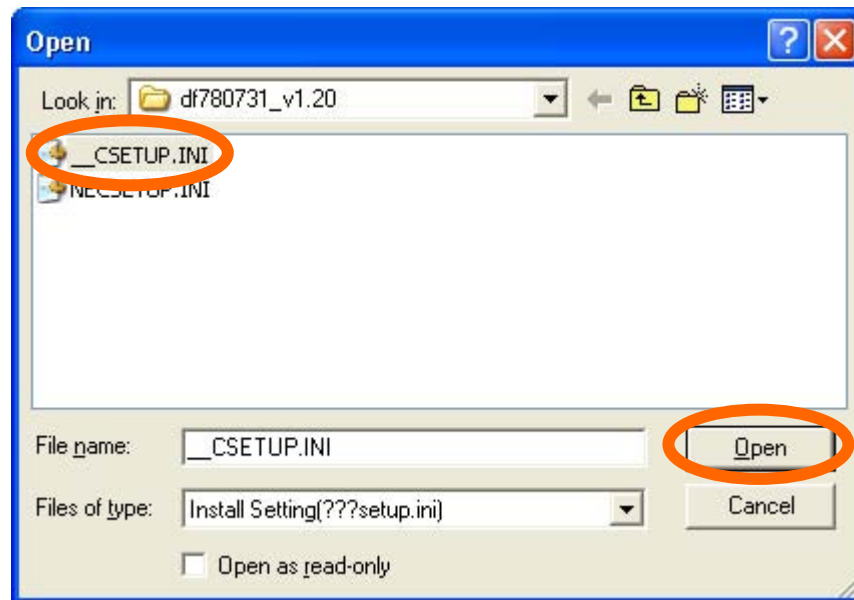 Open
Look in: df780731_v1.20
__CSETUP.INI
NECSETUP.INI
File name: __CSETUP.INI Open
Files of type: Install Setting(???setup.ini) Cancel
Open as read-only